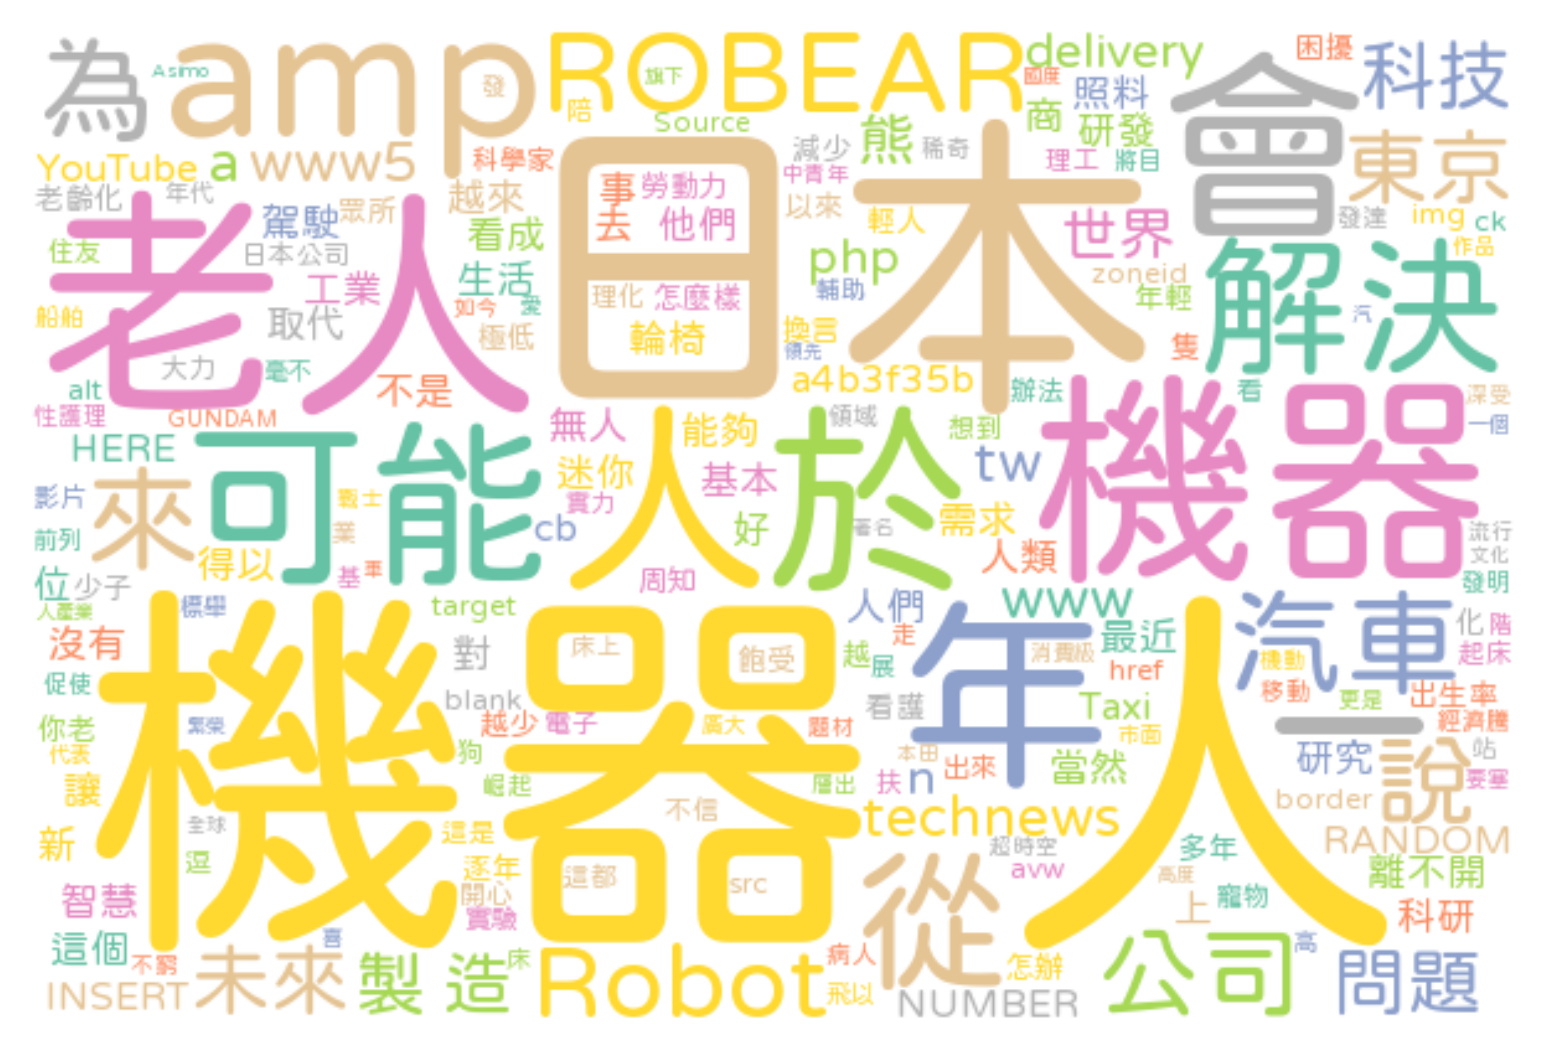 為
amp
ROBEAR
會
科技
Asimo
發
陪
旗下
國度
delivery
困擾
照料
Source
商
研發
YouTube
a
www5
科學家
減少
熊
稀奇
理工
將目
東京
老齡化
年代
越來
日本
事
勞動力
去
他們
中青年
以來
輕人
世界
發達
img
ck
老人
駕駛
眾所
看成
住友
日本公司
php
zoneid
作品
解決
工業
生活
理化
怎麼樣
輔助
年輕
汽
船舶
取代
如今
愛
極低
輪椅
換言
領先
隻
大力
毫不
alt
不是
a4b3f35b
辦法
看
深受
性護理
GUNDAM
無人
能夠
領域
想到
機器
一個
HERE
可能
人
於
tw
迷你
基本
影片
來
戰士
實力
cb
好
著名
需求
流行
前列
業
得以
人類
文化
位
少子
基
車
周知
發明
人產業
標舉
target
人們
www
汽車
化
階
沒有
機器
對
床上
飽受
越
走
展
年
消費級
最近
機動
起床
促使
href
移動
更是
出生率
blank
看護
Taxi
人
一
經濟騰
你老
繁榮
越少
電子
廣大
題材
市面
代表
狗
本田
研究
說
站
讓
崛起
層出
扶
n
出來
當然
要塞
border
全球
不信
technews
新
這是
RANDOM
逗
逐年
超時空
多年
智慧
開心
這都
src
從
avw
高度
離不開
實驗
上
寵物
科研
這個
喜
不窮
未來
製造
床
Robot
病人
怎辦
公司
高
問題
INSERT
飛以
NUMBER